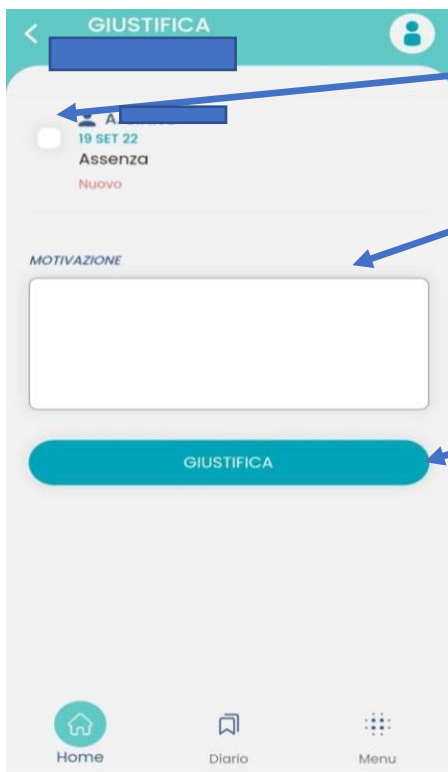 GIUSTIFICA
19 SET 22
Assenza
Nuovo
MOTIVAZIONE
GIUSTIFICA
Home
Diario
Menu